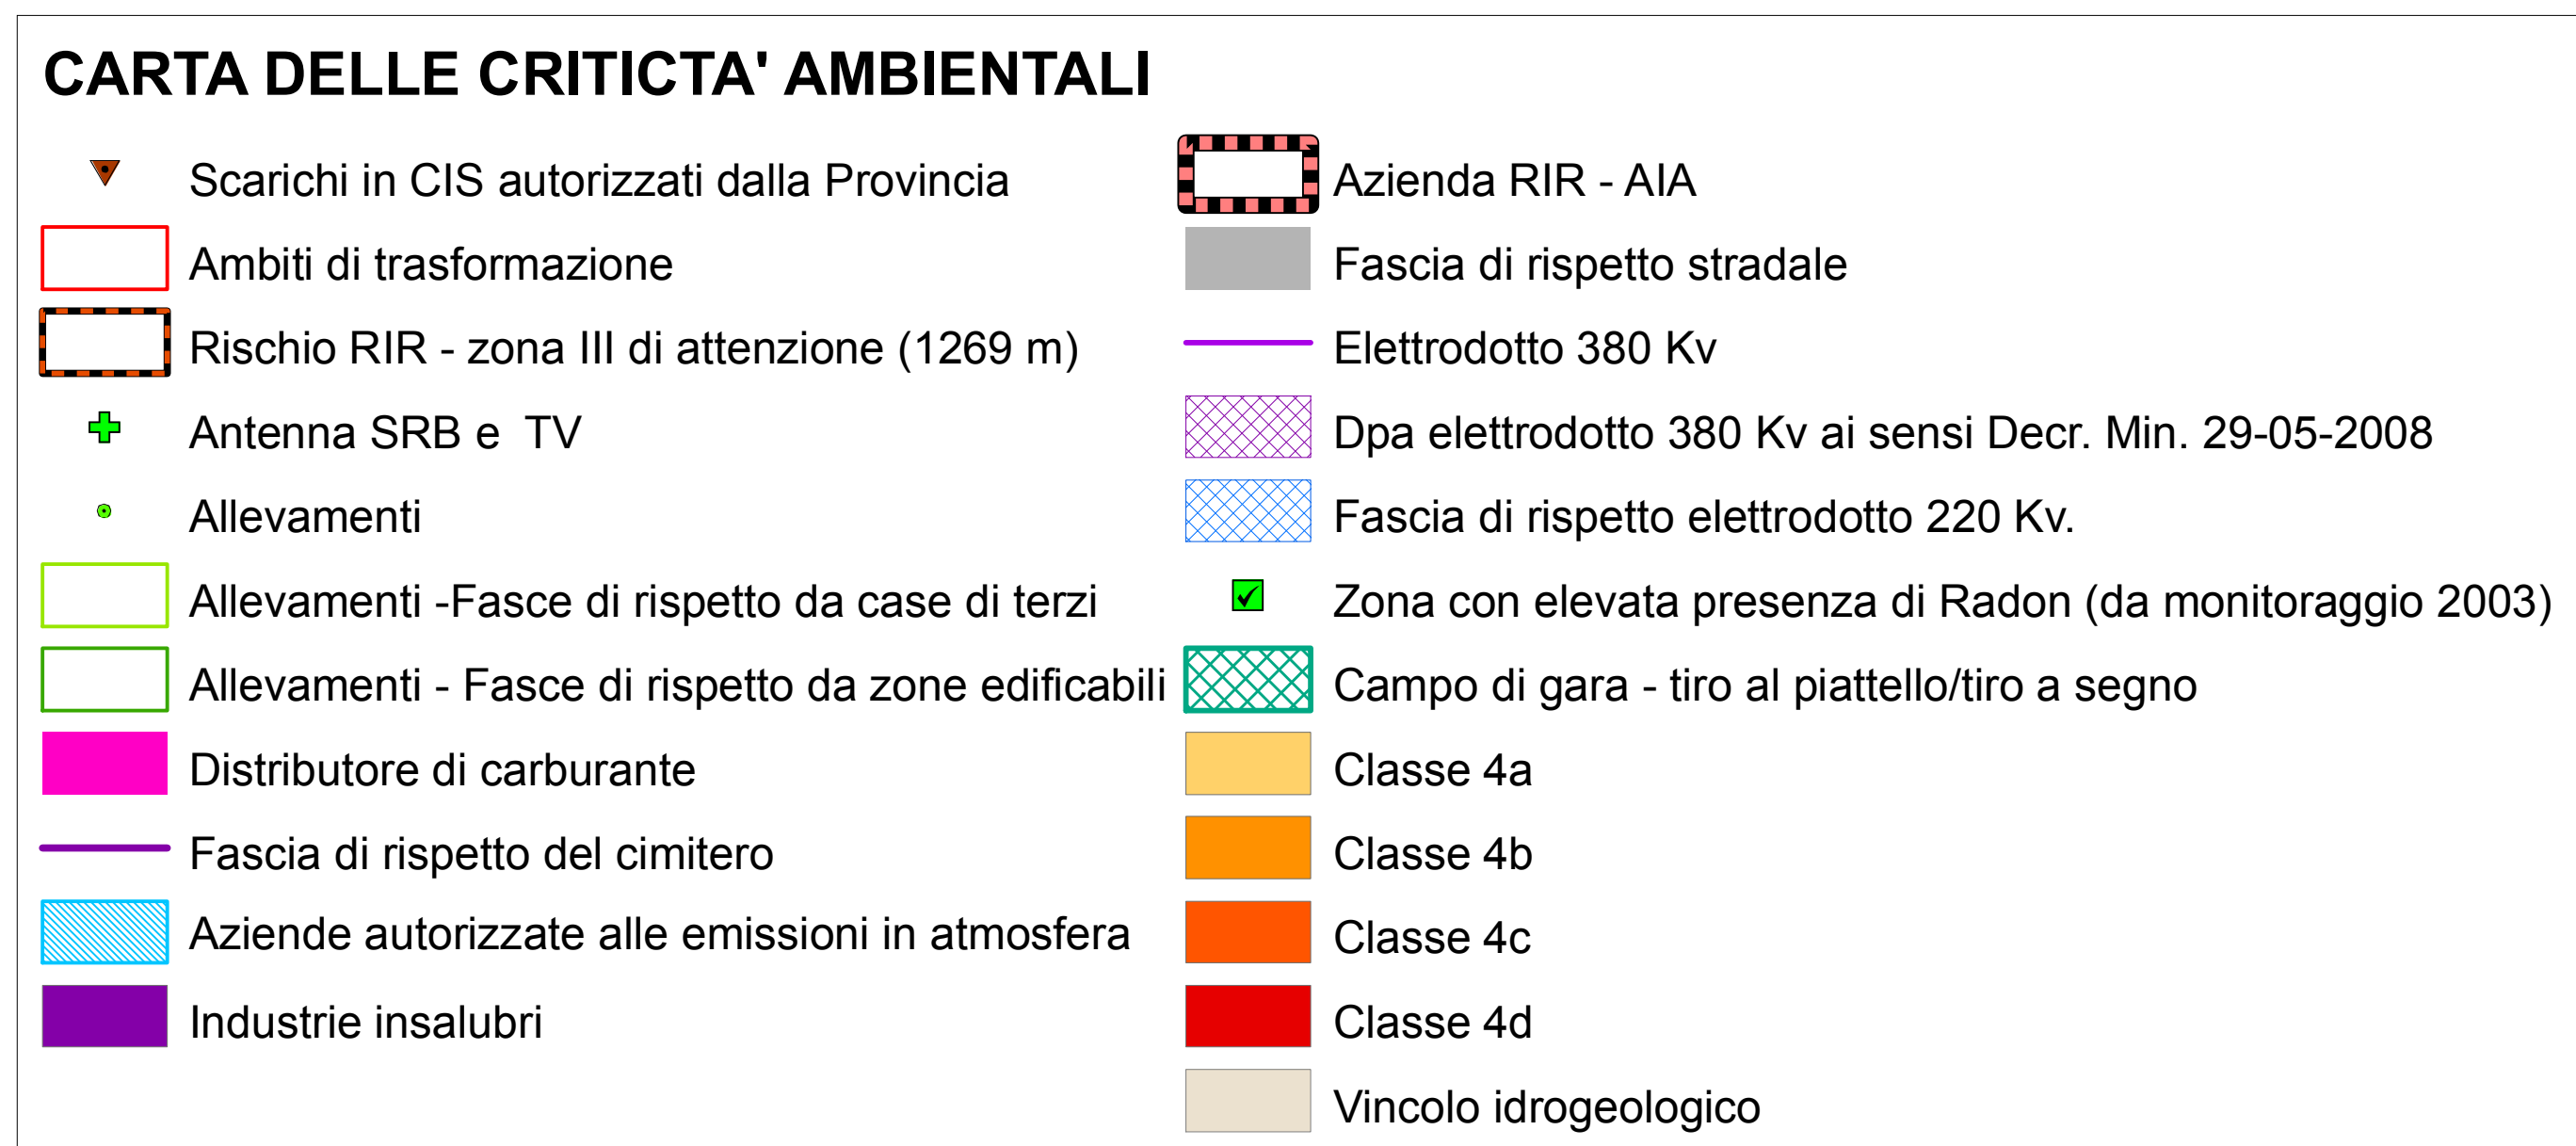 CARTA DELLE CRITICTA' AMBIENTALI
Scarichi in CIS autorizzati dalla Provincia
Ambiti di trasformazione
Rischio RIR - zona III di attenzione (1269 m)
Antenna SRB e TV
Allevamenti
Allevamenti -Fasce di rispetto da case di terzi
Allevamenti - Fasce di rispetto da zone edificabili
Distributore di carburante
Fascia di rispetto del cimitero
Aziende autorizzate alle emissioni in atmosfera
Industrie insalubri
Azienda RIR - AIA
Fascia di rispetto stradale
Elettrodotto 380 Kv
Dpa elettrodotto 380 Kv ai sensi Decr. Min. 29-05-2008
Fascia di rispetto elettrodotto 220 Kv.
Zona con elevata presenza di Radon (da monitoraggio 2003)
Campo di gara - tiro al piattello/tiro a segno
Classe 4a
Classe 4b
Classe 4c
Classe 4d
Vincolo idrogeologico